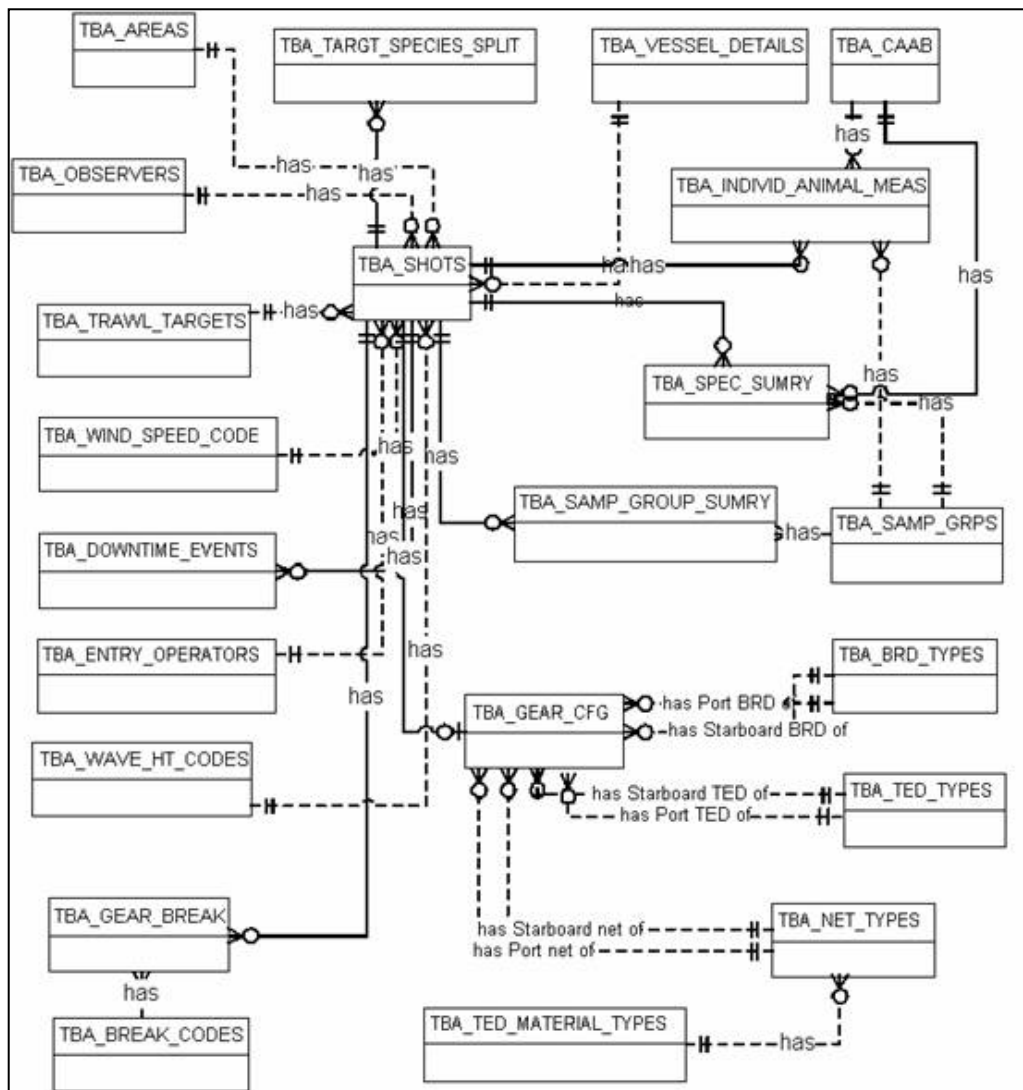 TBA_AREAS
TBA_TARGT_SPECIES_SPLIT
TBA_VESSEL_DETAILS
TBA_CAAB
has
has
has
TBA_OBSERVERS
has
TBA_INDIVID_ANIMAL_MEAS
has
TBA_SHOTS
has
has
TBA_TRAWL_TARGETS
has
TBA_SPEC_SUMRY
has
has
TBA_WIND_SPEED_CODE
has
has
TBA_SAMP_GROUP_SUMRY
has
TBA_SAMP_GRPS
has
has
has
TBA_DOWNTIME_EVENTS
TBA_ENTRY_OPERATORS
has
TBA_BRD_TYPES
has
TBA_GEAR_CFG
has Port BRD of
has Starboard BRD of
TBA_WAVE_HT_CODES
has Starboard TED of
has Port TED of
TBA_TED_TYPES
TBA_GEAR_BREAK
has Starboard net of
has Port net of
TBA_NET_TYPES
has
TBA_BREAK_CODES
TBA_TED_MATERIAL_TYPES
has